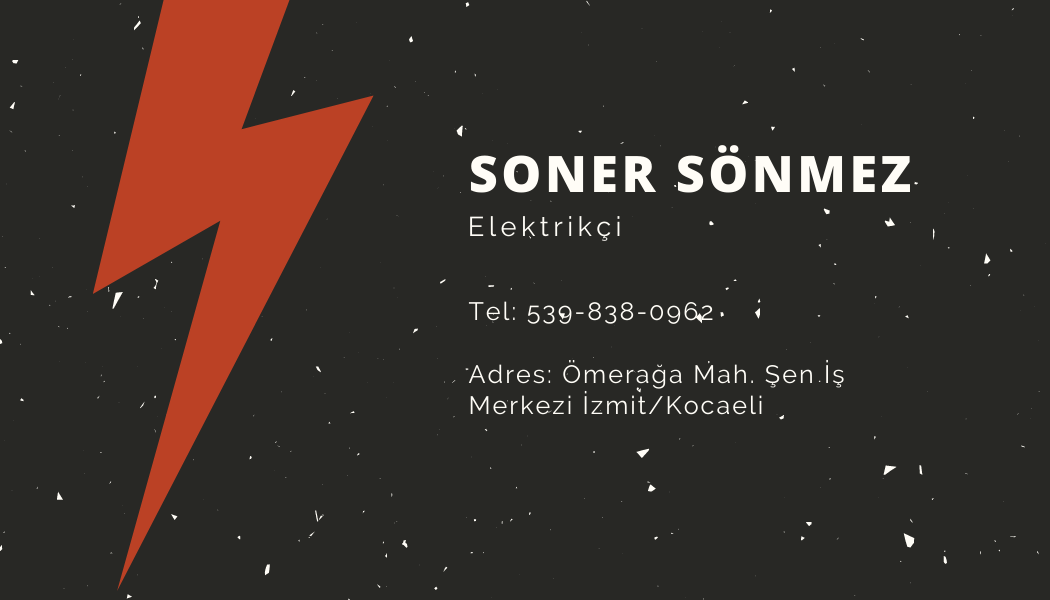 SONER SÖNMEZ
Elektrikçi
Tel: 539-838-0962
Adres: Ömerağa Mah. Şen İş
Merkezi İzmit/Kocaeli